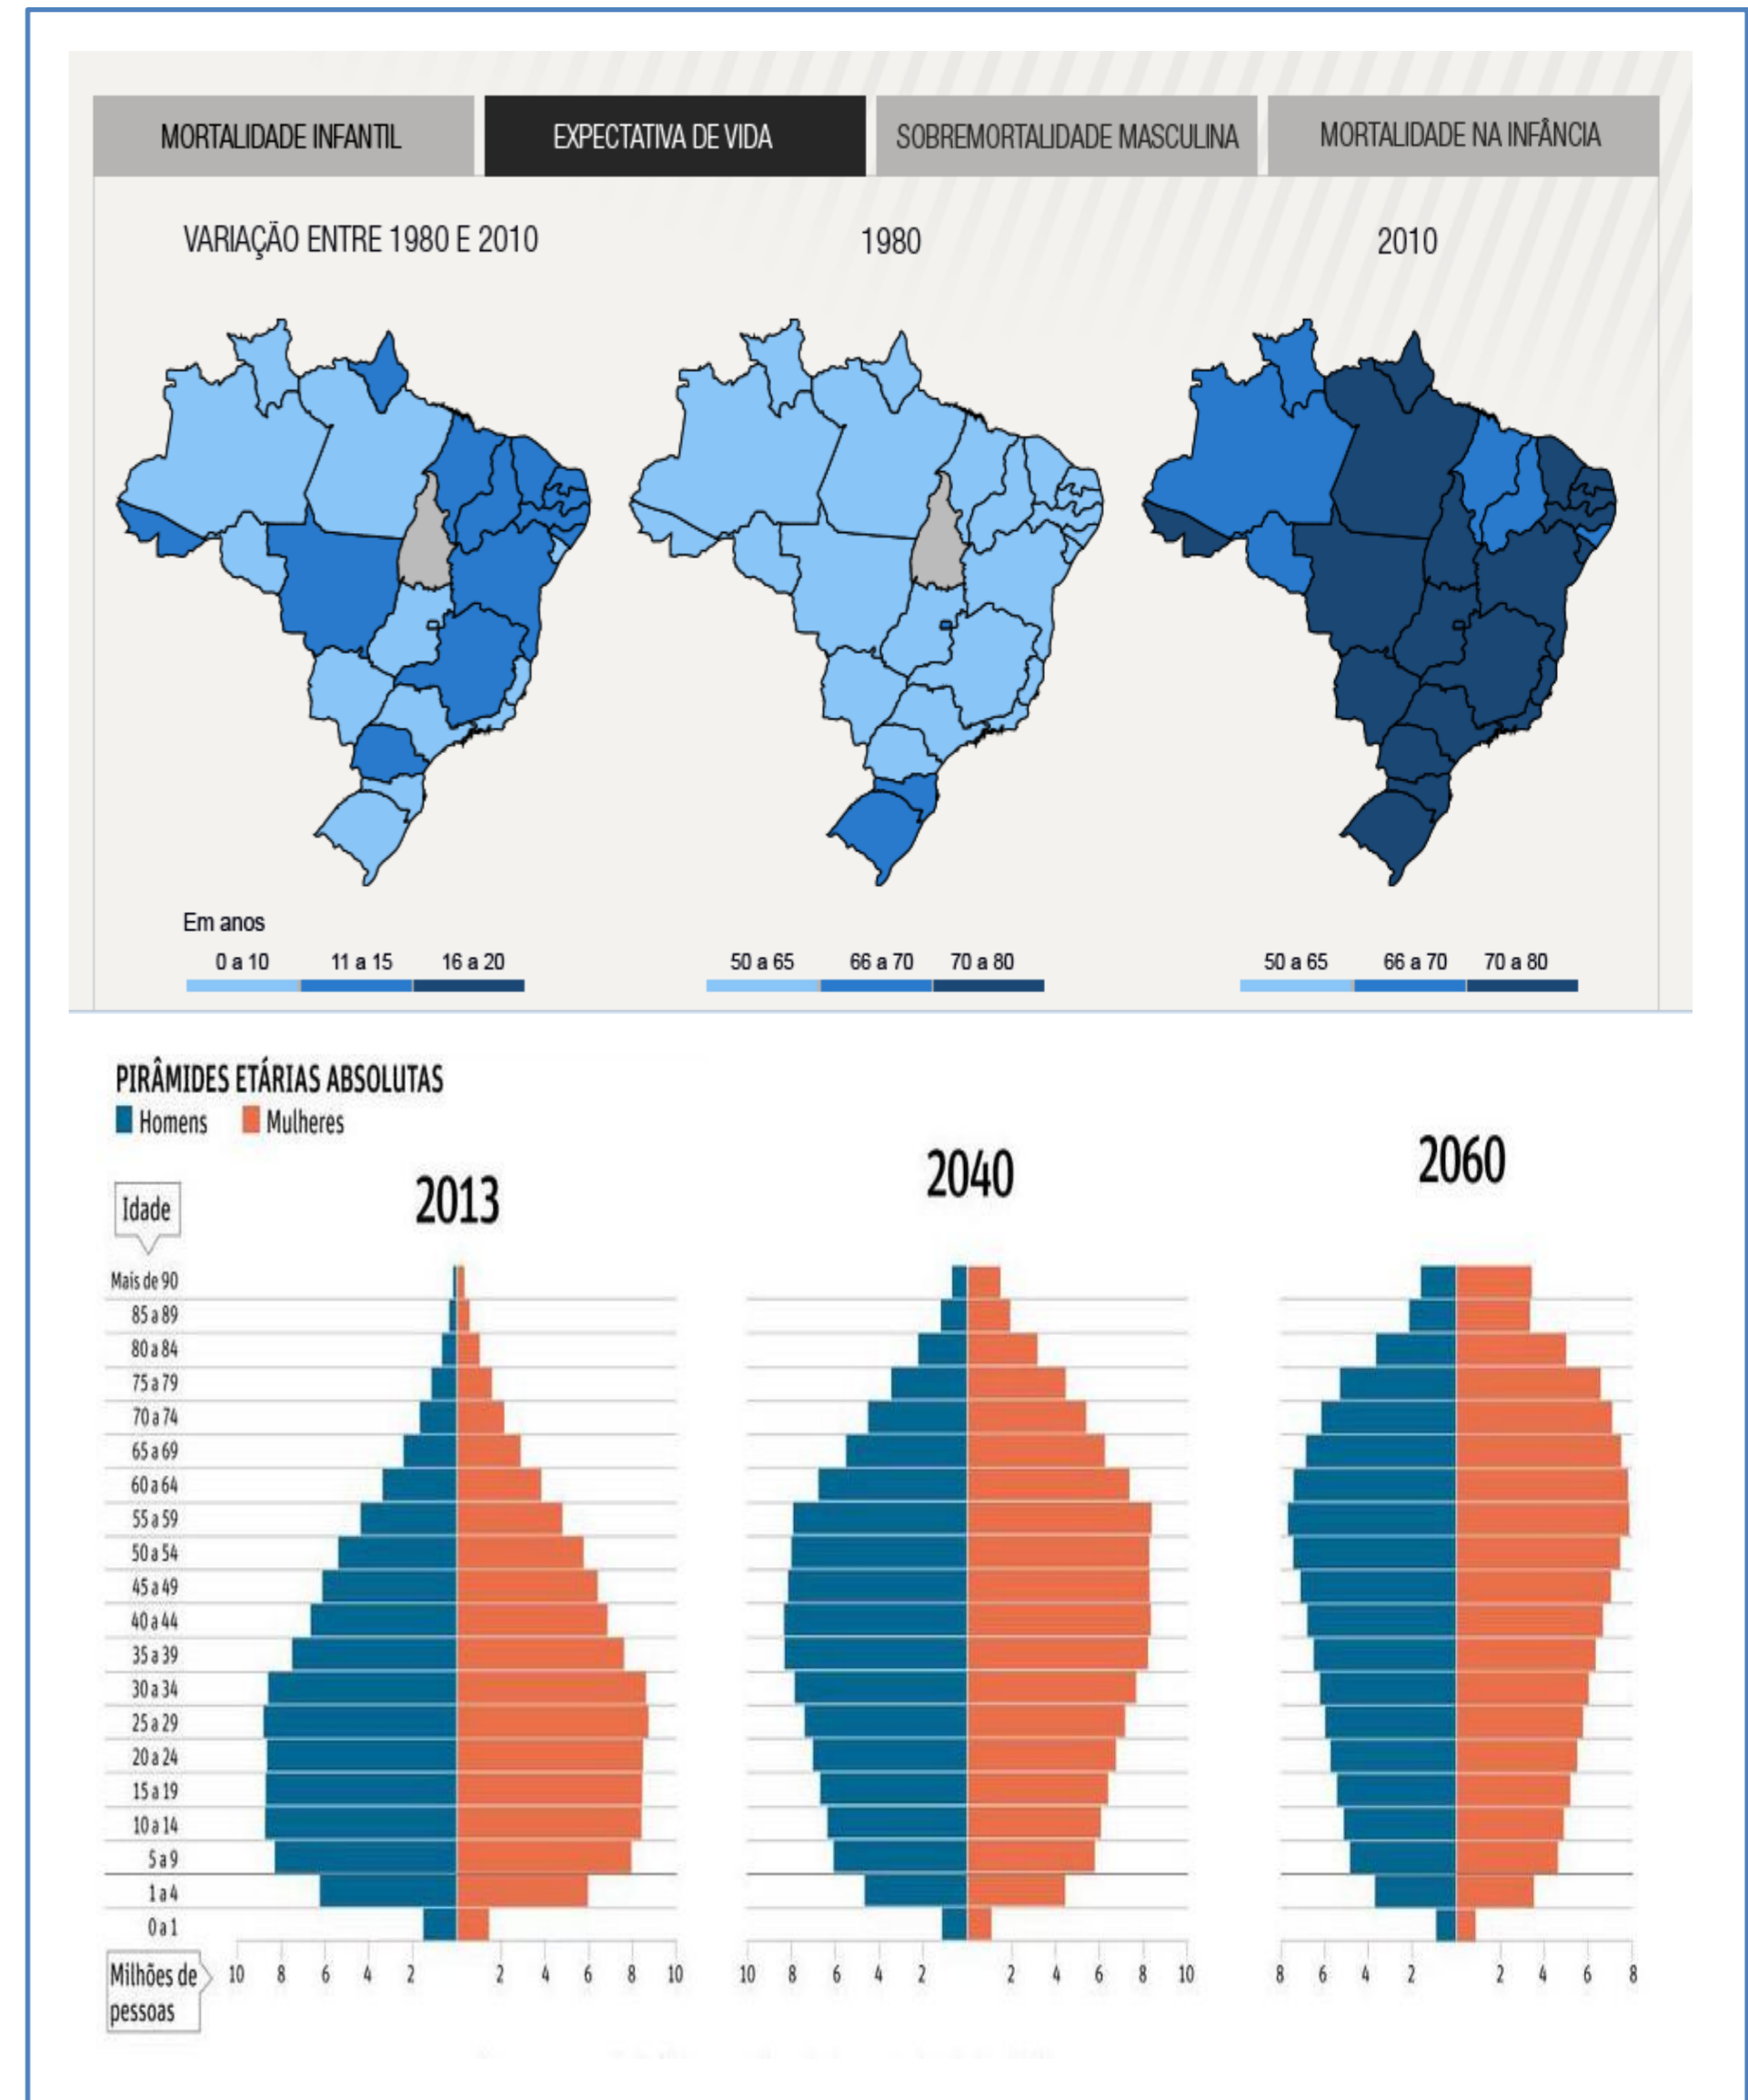 MORTALIDADE INFANTIL
EXPECTATIVA DE VIDA
SOBREMORTALIDADE MASCULINA
MORTALIDADE NA INFÂNCIA
VARIAÇÃO ENTRE 1980 E 2010
1980
2010
Em anos
0 a 10 11 a 15 16 a 20
50 a 65 66 a 70 70 a 80
50 a 65 66 a 70 70 a 80
PIRÂMIDES ETÁRIAS ABSOLUTAS
Homens Mulheres
Idade
2013
2040
2060
Mais de 90
85 a 89
80 a 84
75 a 79
70 a 74
65 a 69
60 a 64
55 a 59
50 a 54
45 a 49
40 a 44
35 a 39
30 a 34
25 a 29
20 a 24
15 a 19
10 a 14
5 a 9
1 a 4
0 a 1
Milhões de
pessoas
10 8 6 4 2 2 4 6 8 10
10 8 6 4 2 2 4 6 8 10
8 6 4 2 2 4 6 8